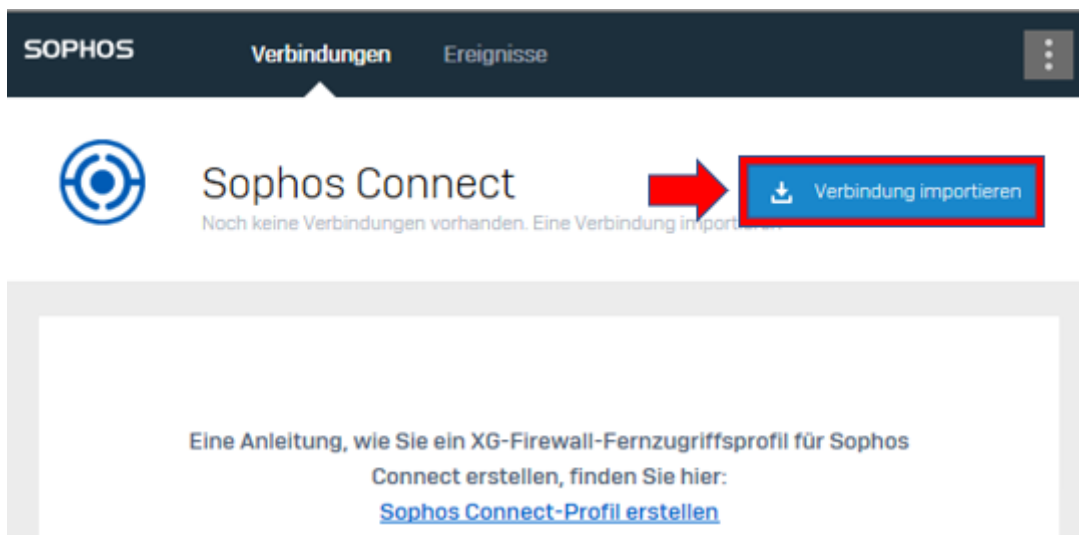 SOPHOS
Verbindungen
Ereignisse
Sophos Connect
Verbindung importieren
Noch keine Verbindungen vorhanden. Eine Verbindung importieren
Eine Anleitung, wie Sie ein XG-Firewall-Fernzugriffsprofil für Sophos
Connect erstellen, finden Sie hier:
Sophos Connect-Profil erstellen